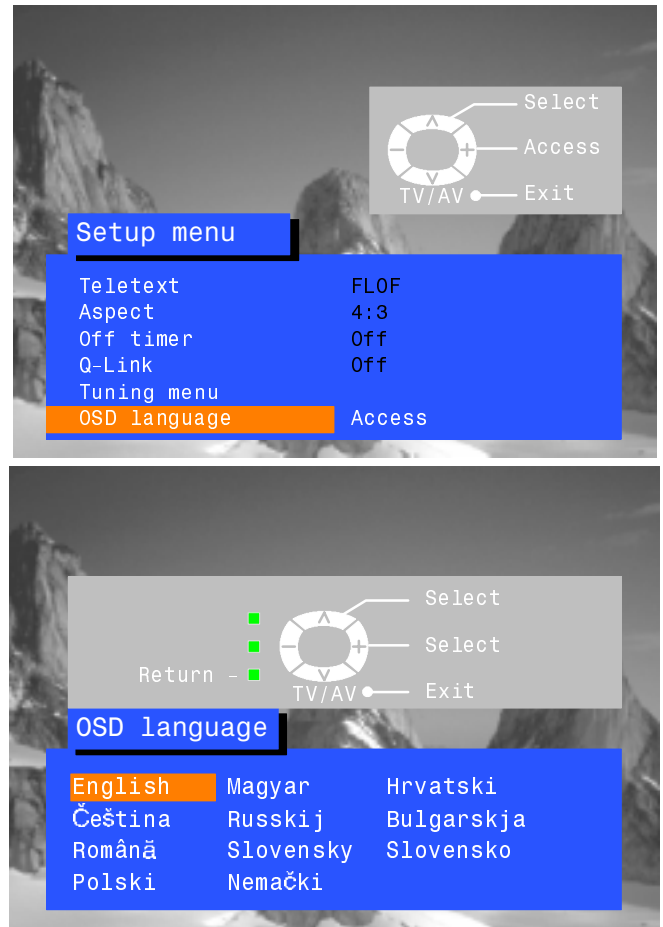 Select
Access
TV/AV Exit
Setup menu
Teletext FLOF
Aspect 4:3
Off timer Off
Q-Link Off
Tuning menu
OSD language Access
Select
Select
Return –
TV/AV Exit
OSD language
English Magyar Hrvatski
Čeština Russkij Bulgarskja
Română Slovensky Slovensko
Polski Nemački